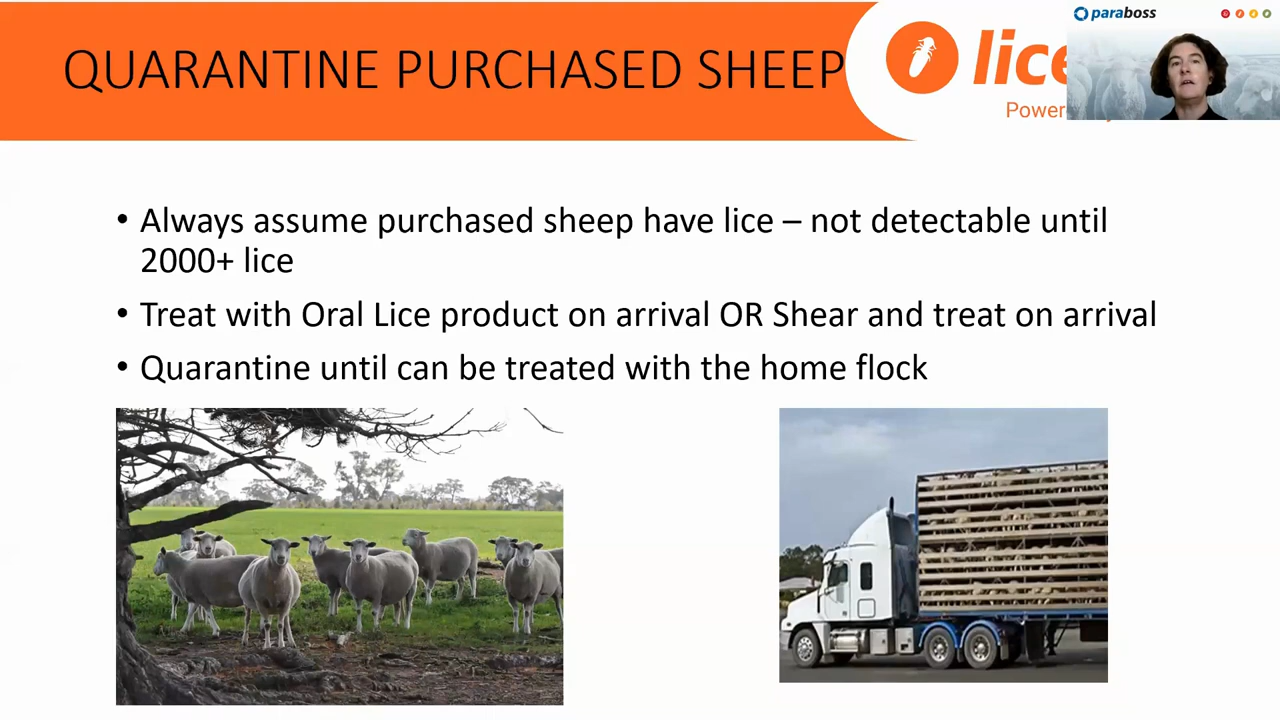 QUARANTINE PURCHASED SHEEP
lice
paraboss
• Always assume purchased sheep have lice – not detectable until
2000+ lice
• Treat with Oral Lice product on arrival OR Shear and treat on arrival
• Quarantine until can be treated with the home flock